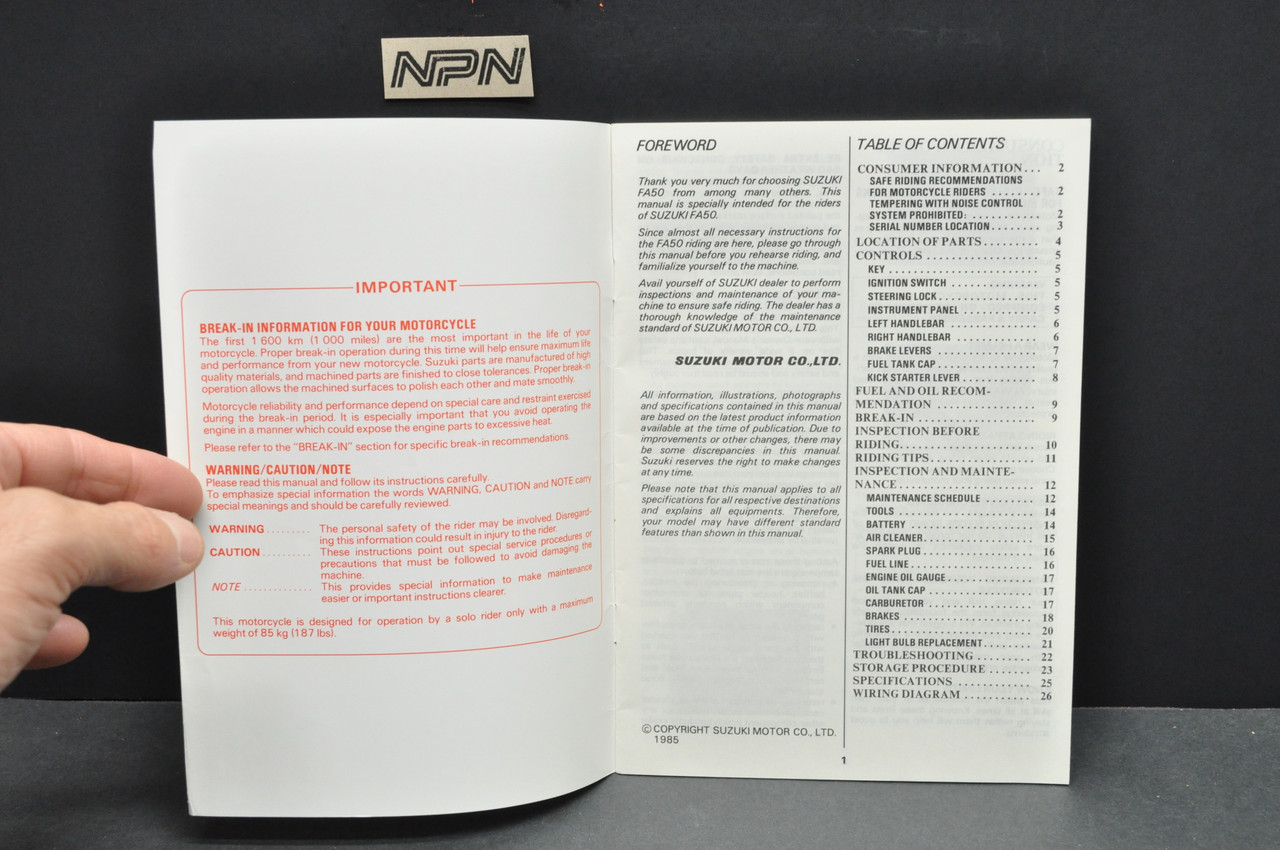 NPN
IMPORTANT
BREAK-IN INFORMATION FOR YOUR MOTORCYCLE
The first 1 600 km (1 000 miles) are the most important in the life of your
motorcycle. Proper break-in operation during this time will help ensure maximum life
and performance from your new motorcycle. Suzuki parts are manufactured of high
quality materials, and machined parts are finished to close tolerances. Proper break-in
operation allows the machined surfaces to polish each other and mate smoothly.
Motorcycle reliability and performance depend on special care and restraint exercised
during the break-in period. It is especially important that you avoid operating the
engine in a manner which could expose the engine parts to excessive heat.
Please refer to the "BREAK-IN" section for specific break-in recommendations.
WARNING/CAUTION/NOTE
Please read this manual and follow its instructions carefully.
To emphasize special information the words WARNING, CAUTION and NOTE carry
special meanings and should be carefully reviewed.
WARNING ......... The personal safety of the rider may be involved. Disregard-
ing this information could result in injury to the rider.
CAUTION .......... These instructions point out special service procedures or
precautions that must be followed to avoid damaging the
machine.
NOTE .............. This provides special information to make maintenance
easier or important instructions clearer.
This motorcycle is designed for operation by a solo rider only with a maximum
weight of 85 kg (187 lbs).
FOREWORD
Thank you very much for choosing SUZUKI
FA50 from among many others. This
manual is specially intended for the riders
of SUZUKI FA50.
Since almost all necessary instructions for
the FA50 riding are here, please go through
this manual before you rehearse riding, and
familialize yourself to the machine.
Avail yourself of SUZUKI dealer to perform
inspections and maintenance of your ma-
chine to ensure safe riding. The dealer has a
thorough knowledge of the maintenance
standard of SUZUKI MOTOR CO., LTD.
SUZUKI MOTOR CO.,LTD.
All information, illustrations, photographs
and specifications contained in this manual
are based on the latest product information
available at the time of publication. Due to
improvements or other changes, there may
be some discrepancies in this manual.
Suzuki reserves the right to make changes
at any time.
Please note that this manual applies to all
specifications for all respective destinations
and explains all equipments. Therefore,
your model may have different standard
features than shown in this manual.
© COPYRIGHT SUZUKI MOTOR CO., LTD.
1985
TABLE OF CONTENTS
CONSUMER INFORMATION... 2
SAFE RIDING RECOMMENDATIONS
FOR MOTORCYCLE RIDERS ........ 2
TEMPERING WITH NOISE CONTROL
SYSTEM PROHIBITED: ........... 2
SERIAL NUMBER LOCATION........ 3
LOCATION OF PARTS......... 4
CONTROLS .................. 5
KEY ........................ 5
IGNITION SWITCH .............. 5
STEERING LOCK................ 5
INSTRUMENT PANEL ............. 5
LEFT HANDLEBAR .............. 6
RIGHT HANDLEBAR ............. 6
BRAKE LEVERS ................ 7
FUEL TANK CAP ................ 7
KICK STARTER LEVER ............ 8
FUEL AND OIL RECOM-
MENDATION ................ 9
BREAK-IN ................... 9
INSPECTION BEFORE
RIDING...................... 10
RIDING TIPS................. 11
INSPECTION AND MAINTE-
NANCE ..................... 12
MAINTENANCE SCHEDULE ........ 12
TOOLS ....................... 14
BATTERY ..................... 14
AIR CLEANER................... 15
SPARK PLUG ................... 16
FUEL LINE..................... 16
ENGINE OIL GAUGE.............. 17
OIL TANK CAP ................. 17
CARBURETOR .................. 17
BRAKES ...................... 18
TIRES........................ 20
LIGHT BULB REPLACEMENT........ 21
TROUBLESHOOTING ......... 22
STORAGE PROCEDURE ....... 23
SPECIFICATIONS ............ 25
WIRING DIAGRAM ........... 26
1